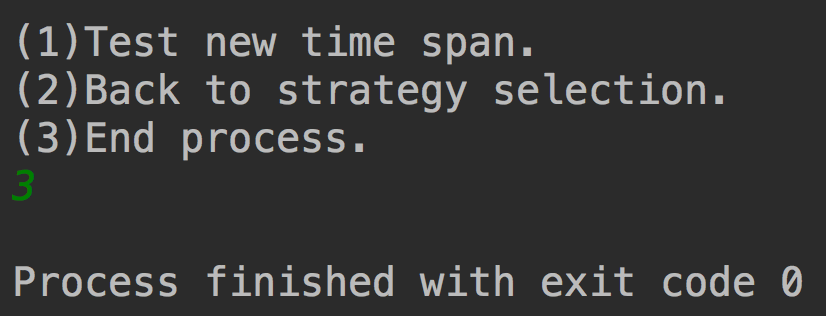 (1)Test new time span.
(2)Back to strategy selection.
(3)End process.
3
Process finished with exit code 0